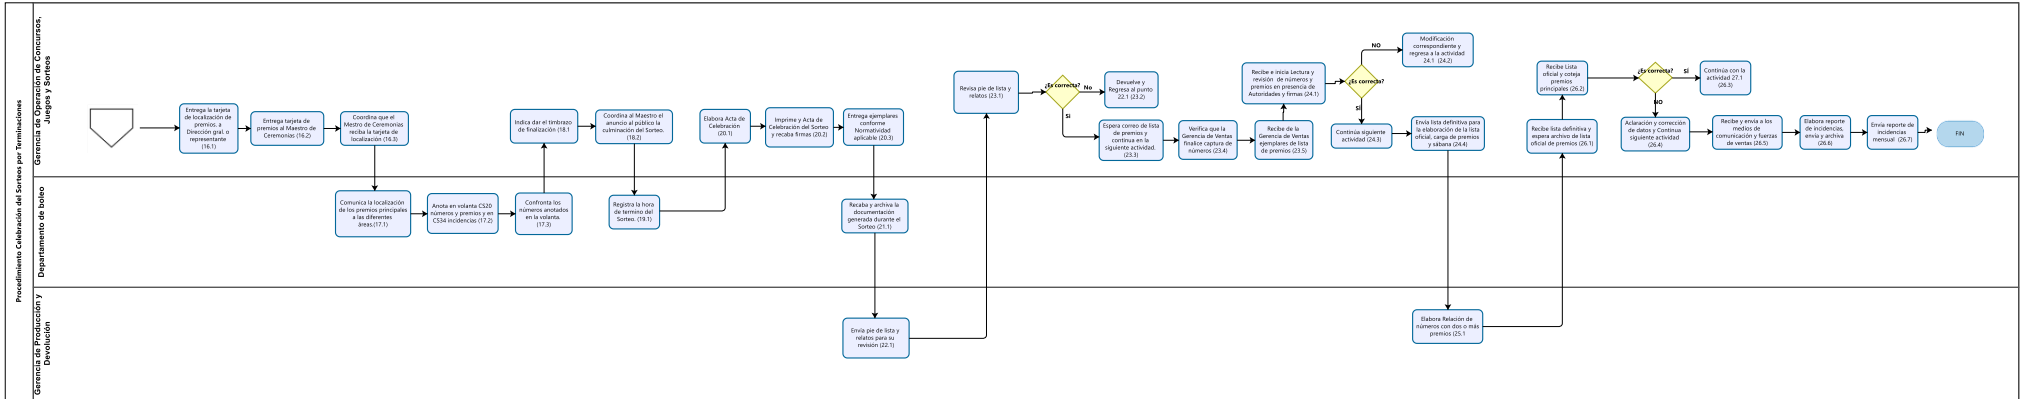 Procedimiento Celebración del Sorteos por Terminaciones
Gerencia de Operación de Concursos,
Juegos y Sorteos
Entrega la tarjeta
de localización de
premios, a
Dirección gral. o
representante
(16.1)
Entrega tarjeta de
premios al Maestro de
Ceremonias (16.2)
Coordina que el
Mestro de Ceremonias
reciba la tarjeta de
localización (16.3)
Indica dar el timbrazo
de finalización (18.1
Coordina al Maestro el
anuncio al público la
culminación del Sorteo.
(18.2)
Elabora Acta de
Celebración
(20.1)
Imprime y Acta de
Celebración del Sorteo
y recaba firmas (20.2)
Entrega ejemplares
conforme
Normatividad
aplicable (20.3)
Revisa pie de lista y
relatos (23.1)
¿Es correcta?
No
Devuelve y
Regresa al punto
22.1 (23.2)
Si
Espera correo de lista
de premios y
continua en la
siguiente actividad.
(23.3)
Verifica que la
Gerencia de Ventas
finalice captura de
números (23.4)
Recibe de la
Gerencia de Ventas
ejemplares de lista
de premios (23.5)
Recibe e inicia Lectura y
revisión de números y
premios en presencia de
Autoridades y firmas (24.1)
¿Es correcta?
NO
Modificación
correspondiente y
regresa a la actividad
24.1 (24.2)
SÍ
Continúa siguiente
actividad (24.3)
Envía lista definitiva para
la elaboración de la lista
oficial, carga de premios
y sábana (24.4)
Recibe Lista
oficial y coteja
premios
principales (26.2)
Recibe lista definitiva y
espera archivo de lista
oficial de premios (26.1)
¿Es correcta?
SÍ
Continúa con la
actividad 27.1
(26.3)
NO
Aclaración y corrección
de datos y Continua
siguiente actividad
(26.4)
Recibe y envia a los
medios de
comunicación y fuerzas
de ventas (26.5)
Elabora reporte
de incidencias,
envía y archiva
(26.6)
Envía reporte de
incidencias
mensual (26.7)
FIN
Departamento de boleo
Comunica la localización
de los premios principales
a las diferentes
áreas.(17.1)
Anota en volanta CS20
números y premios y en
CS34 incidencias (17.2)
Confronta los
números anotados
en la volanta.
(17.3)
Registra la hora
de termino del
Sorteo. (19.1)
Recaba y archiva la
documentación
generada durante el
Sorteo (21.1)
Gerencia de Producción y
Devolución
Envía pie de lista y
relatos para su
revisión (22.1)
Elabora Relación de
números con dos o más
premios (25.1